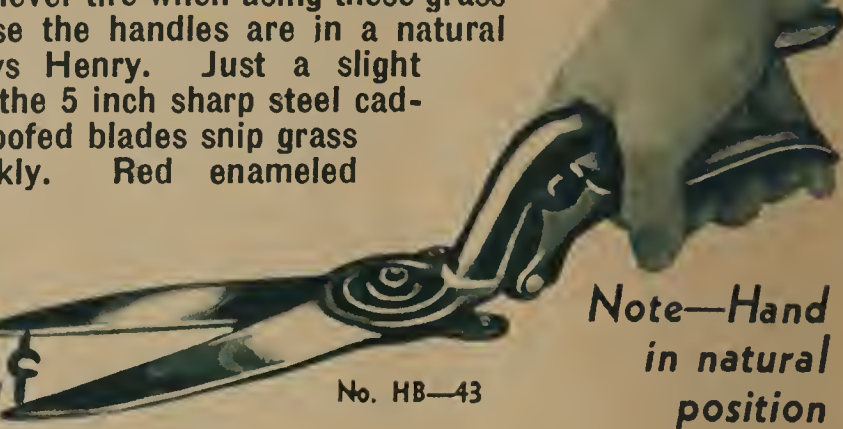 never tire when using these grass
se the handles are in a natural
ys Henry. Just a slight
the 5 inch sharp steel cad-
oofed blades snip grass
kly. Red enameled
Note—Hand
in natural
position
No. HB—43